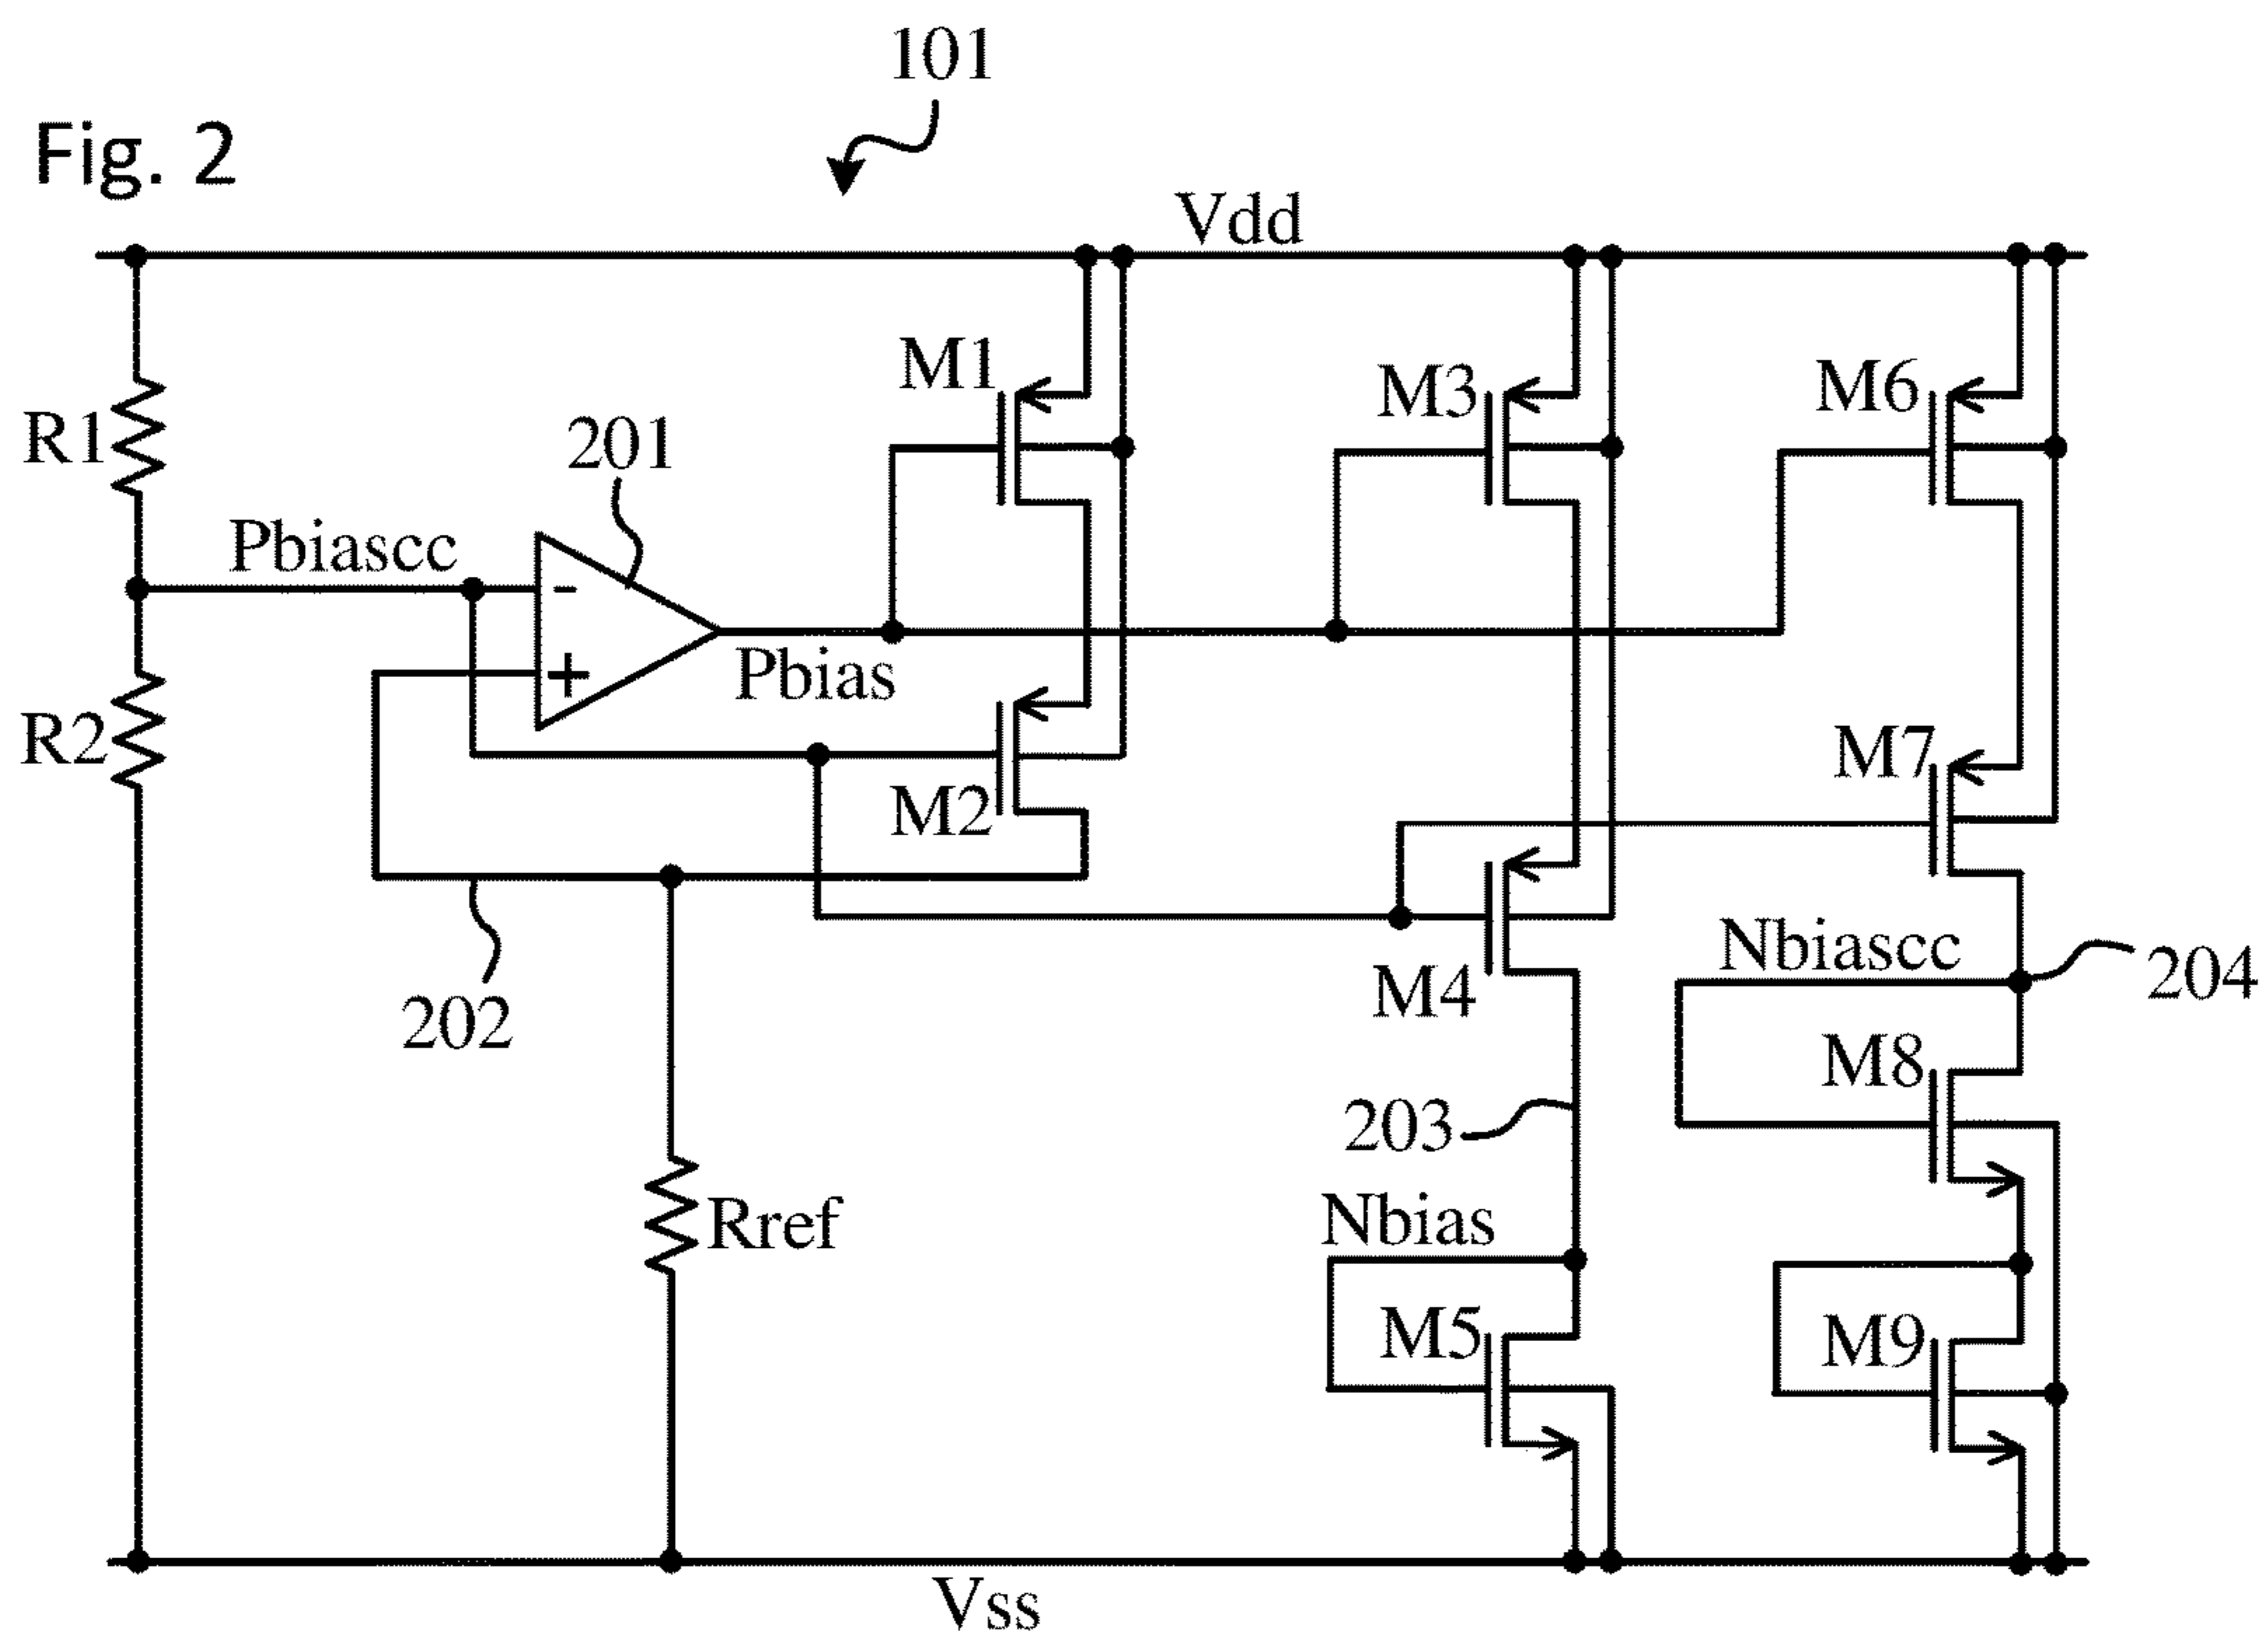 101
Fig. 2
Vdd
M1
M3
M6
R1
201
Pbiascc
-
+
Pbias
R2
M2
M7
Nbiascc
204
202
M4
M8
203
Rref
Nbias
M5
M9
Vss